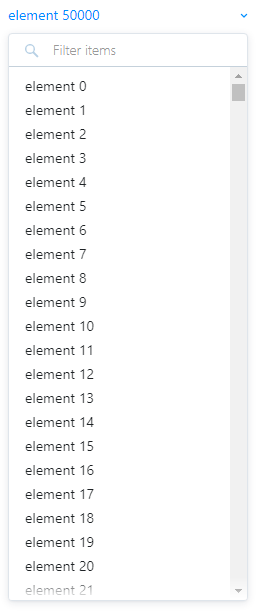 element 50000
Filter items
element 0
element 1
element 2
element 3
element 4
element 5
element 6
element 7
element 8
element 9
element 10
element 11
element 12
element 13
element 14
element 15
element 16
element 17
element 18
element 19
element 20
element 21